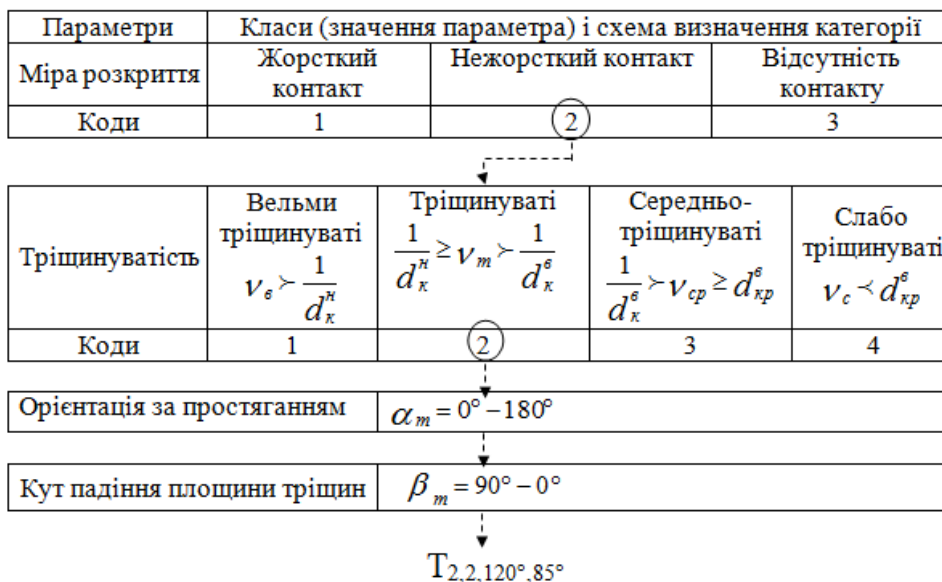 Параметри Класи (значення параметра) і схема визначення категорії
Міра розкриття Жорсткий контакт Нежорсткий контакт Відсутність контакту
Коди 1 2 3
Тріщинуватість Вельми тріщинуваті ν_в ≻ 1/d_к^н Тріщинуваті 1/d_к^н ≥ ν_т ≻ 1/d_к^в Середньо-тріщинуваті 1/d_к^в ≻ ν_ср ≥ d_кр^в Слабо тріщинуваті ν_с ≺ d_кр^в
Коди 1 2 3 4
Орієнтація за простяганням α_т = 0° – 180°
Кут падіння площини тріщин β_т = 90° – 0°
Т2,2,120°,85°